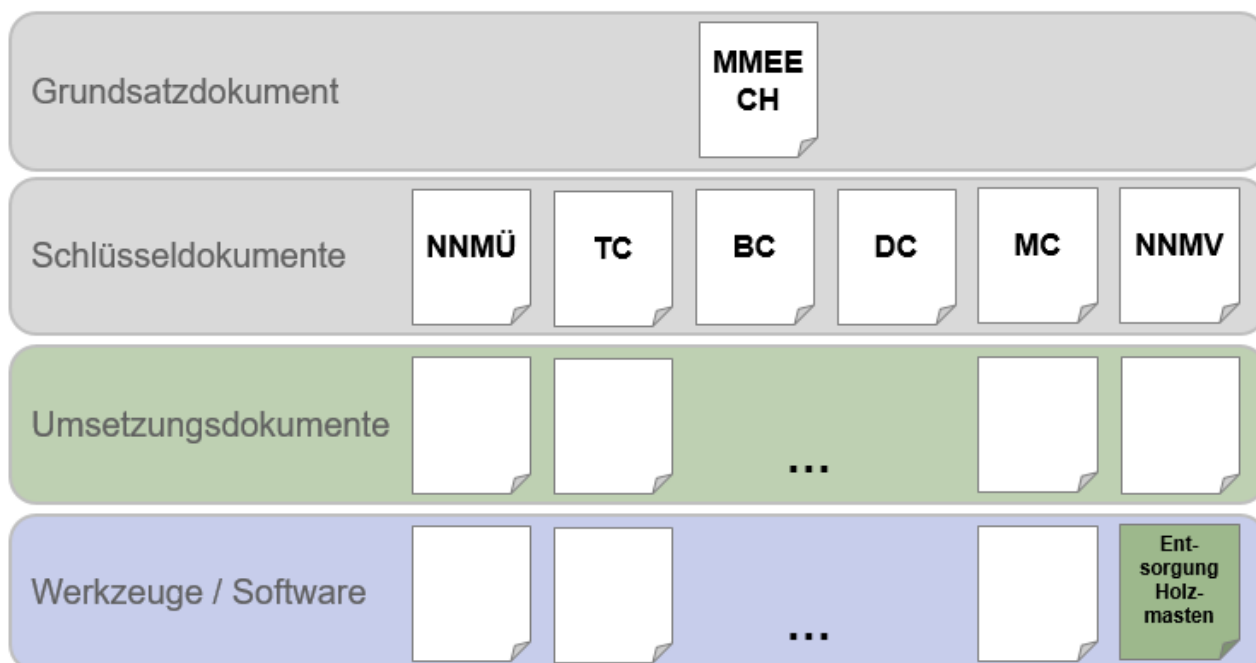 Grundsatzdokument
MMEE
CH
Schlüsseldokumente
NNMÜ
TC
BC
DC
MC
NNMV
Umsetzungsdokumente
...
Werkzeuge / Software
...
Ent-
sorgung
Holz-
masten